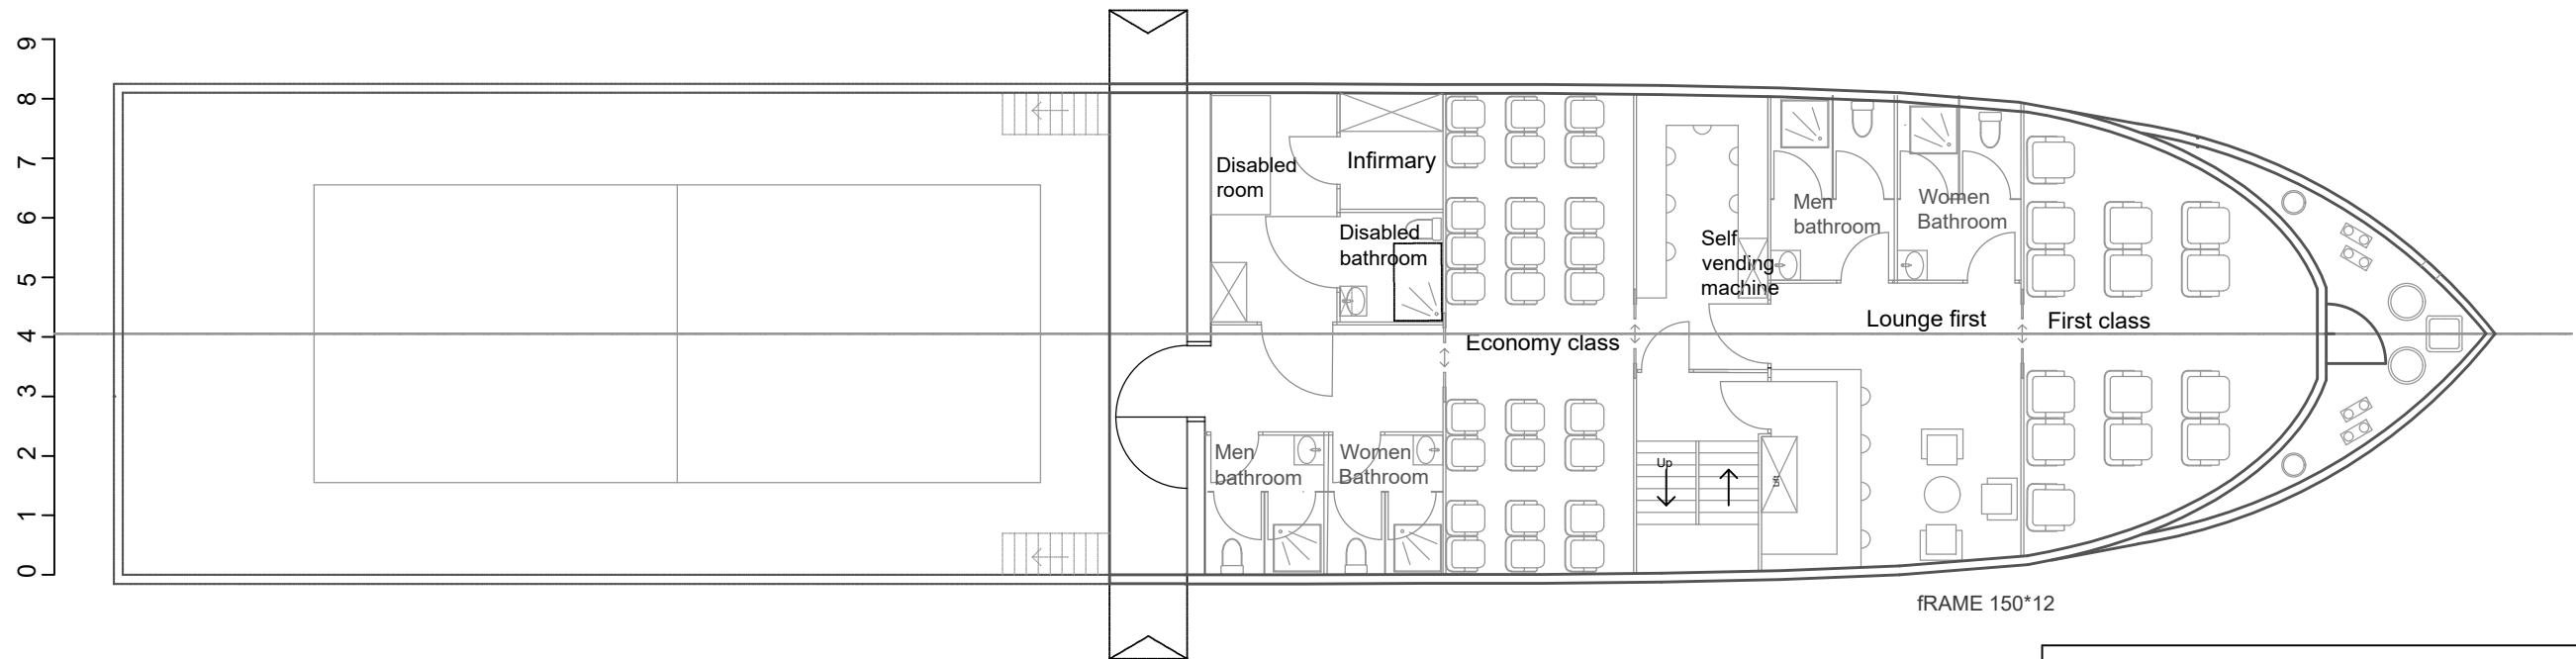 9
8
7
6
5
4
3
2
1
0
Disabled
room
Infirmary
Disabled
bathroom
Men
bathroom
Women
Bathroom
Economy class
Self
vending
machine
Up
Lift
Men
bathroom
Women
Bathroom
Lounge first
First class
fRAME 150*12